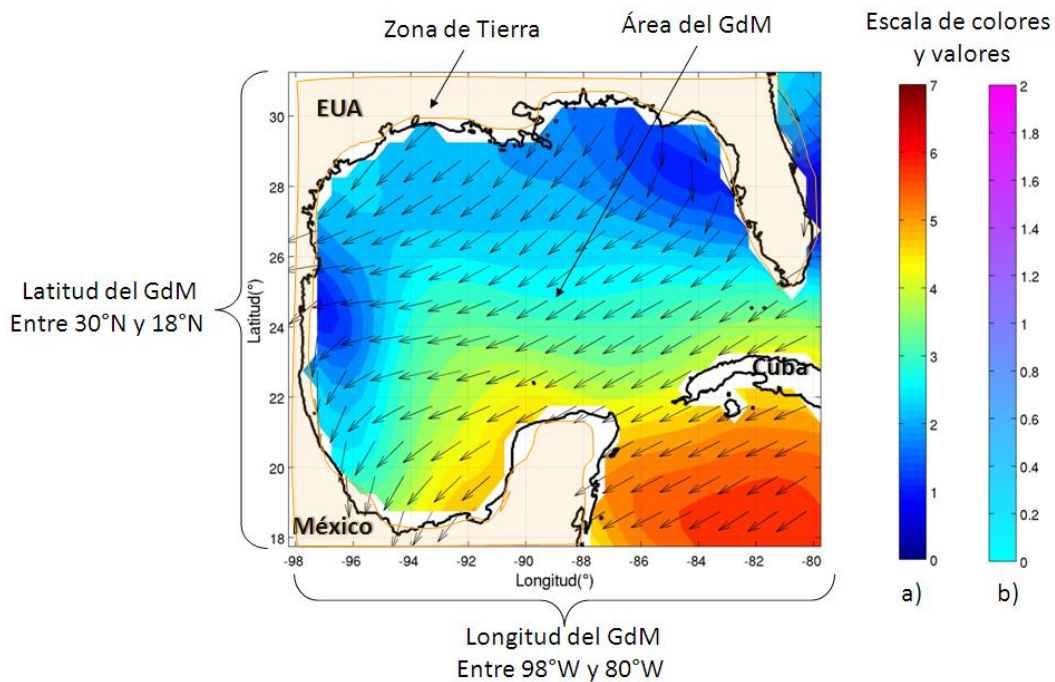 Zona de Tierra
Área del GdM
Escala de colores
y valores
EUA
30
28
26
24
22
20
18
Latitud(°)
Latitud del GdM
Entre 30°N y 18°N
Cuba
México
-98
-96
-94
-92
-90
-88
-86
-84
-82
-80
Longitud(°)
Longitud del GdM
Entre 98°W y 80°W
7
6
5
4
3
2
1
0
a)
2
1.8
1.6
1.4
1.2
1
0.8
0.6
0.4
0.2
0
b)